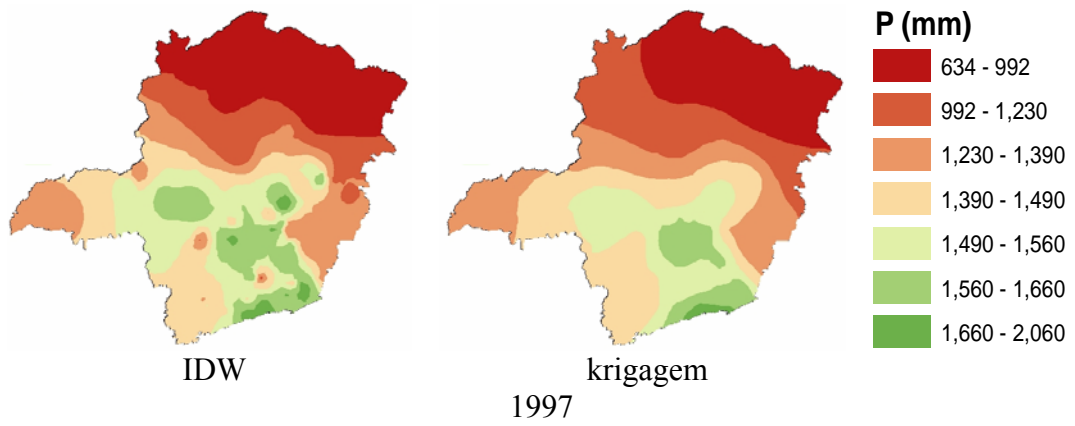 P (mm)
634 - 992
992 - 1,230
1,230 - 1,390
1,390 - 1,490
1,490 - 1,560
1,560 - 1,660
1,660 - 2,060
IDW
krigagem
1997